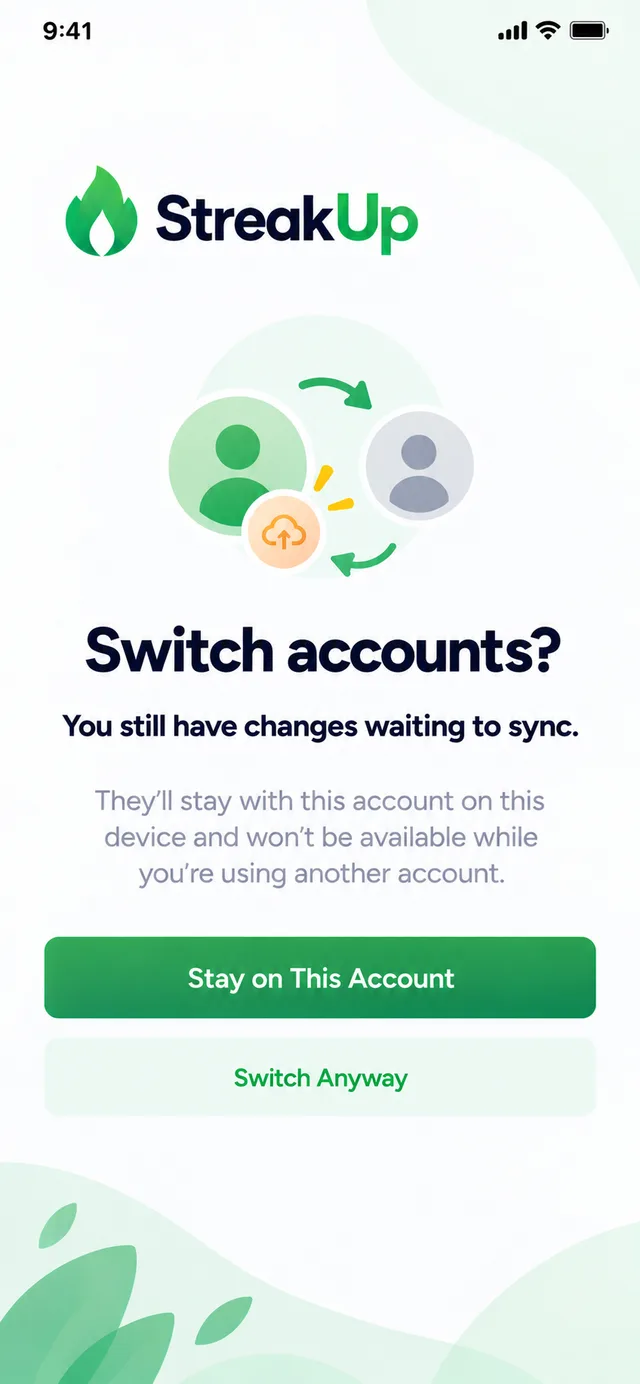 9:41
StreakUp
Switch accounts?
You still have changes waiting to sync.
They’ll stay with this account on this
device and won’t be available while
you’re using another account.
Stay on This Account
Switch Anyway